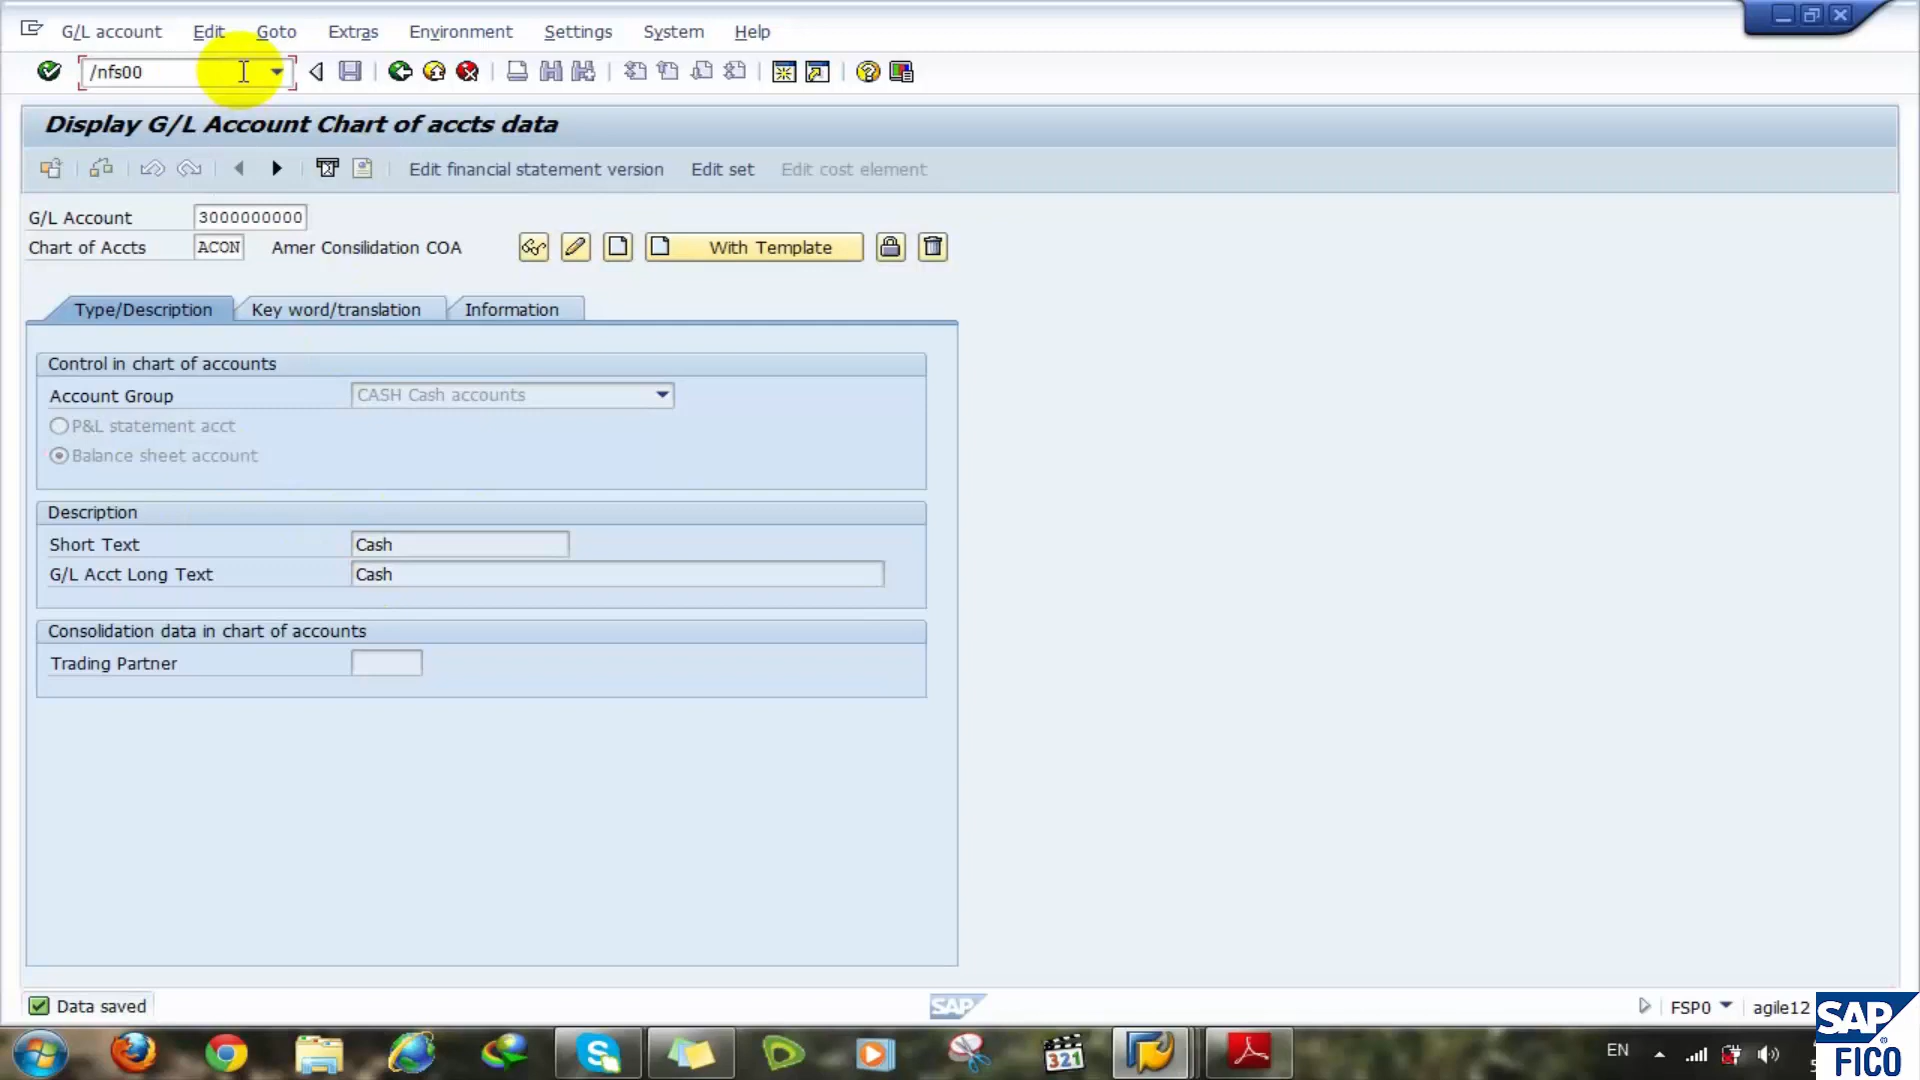 G/L account Edit Goto Extras Environment Settings System Help
/nfs00
Display G/L Account Chart of accts data
Edit financial statement version Edit set Edit cost element
G/L Account 3000000000
Chart of Accts ACON Amer Consilidation COA With Template
Type/Description Key word/translation Information
Control in chart of accounts
Account Group CASH Cash accounts
P&L statement acct
Balance sheet account
Description
Short Text Cash
G/L Acct Long Text Cash
Consolidation data in chart of accounts
Trading Partner
Data saved SAP FSP0 agile12
SAP
FICO
EN
321